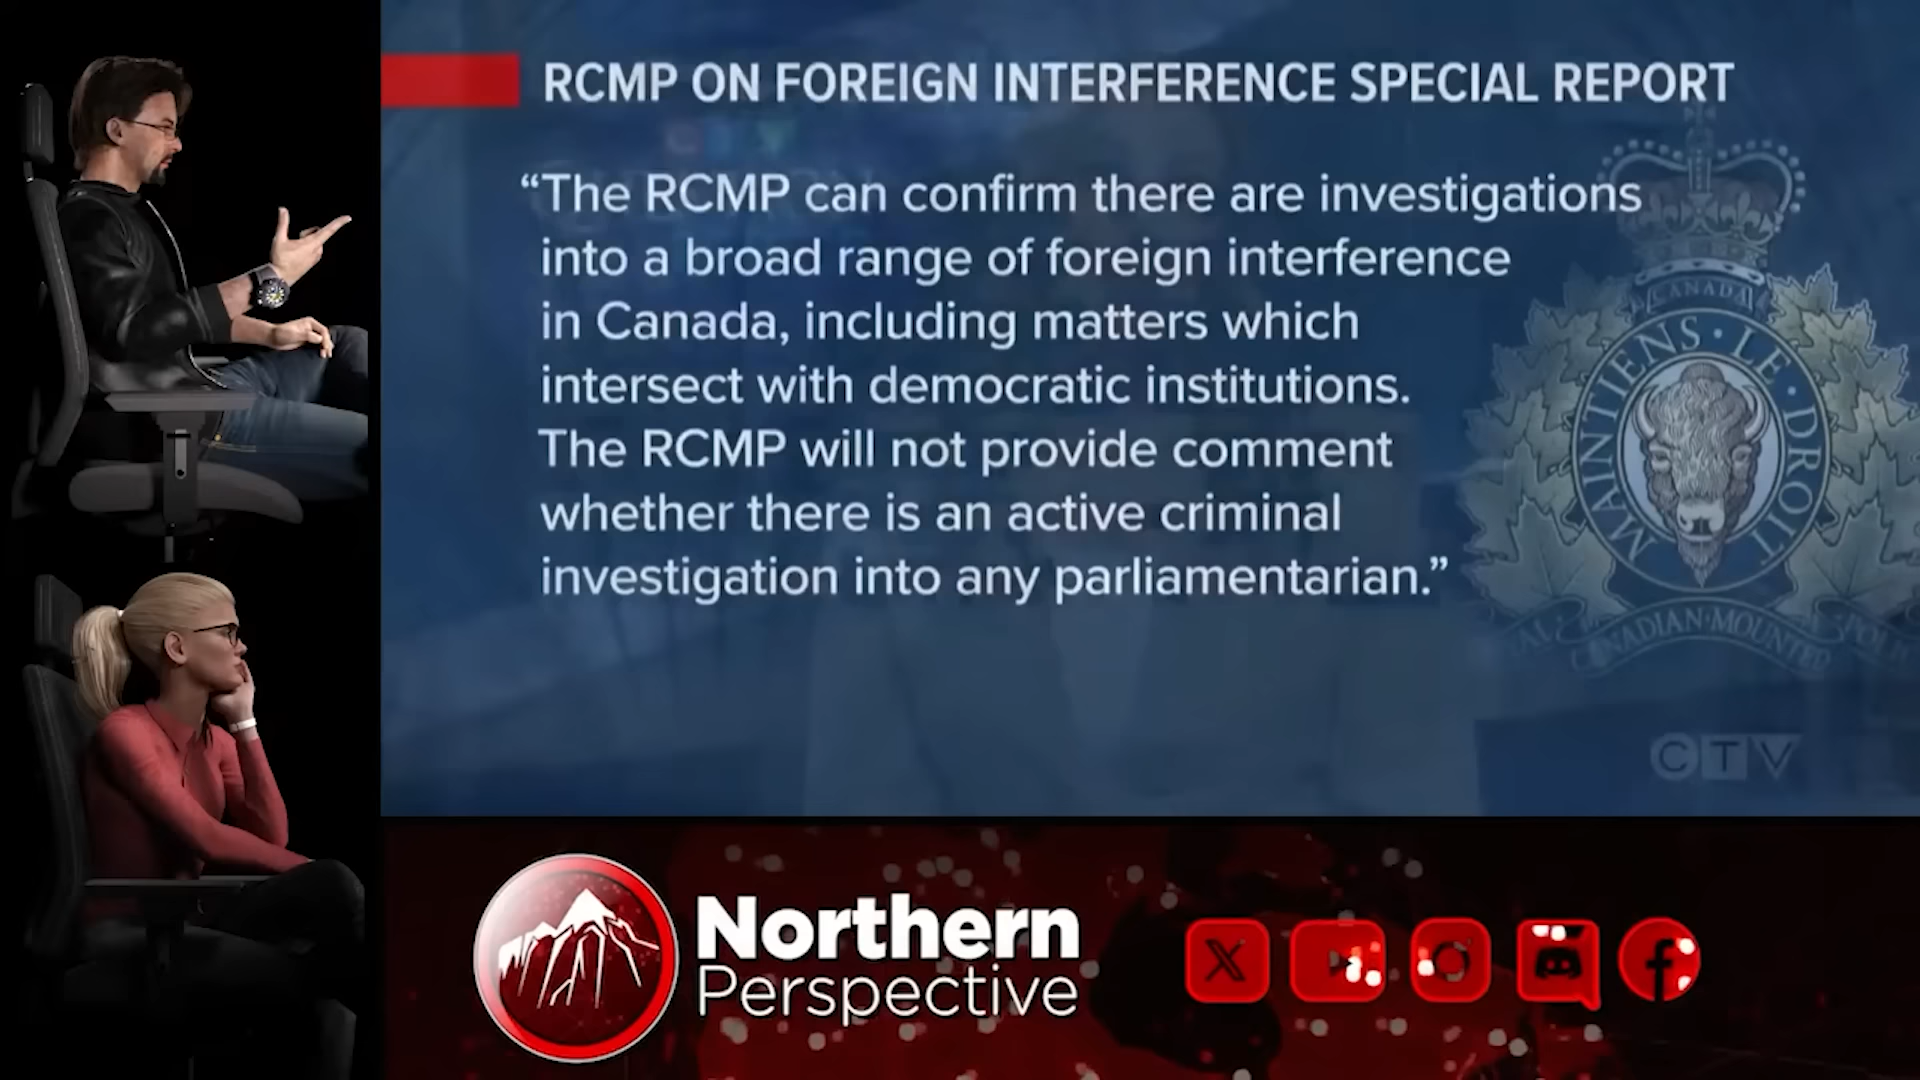 RCMP ON FOREIGN INTERFERENCE SPECIAL REPORT
“The RCMP can confirm there are investigations
into a broad range of foreign interference
in Canada, including matters which
intersect with democratic institutions.
The RCMP will not provide comment
whether there is an active criminal
investigation into any parliamentarian.”
CANADA
MAINTIENS · LE · DROIT
CANADIAN·MOUNTED
CTV
Northern
Perspective